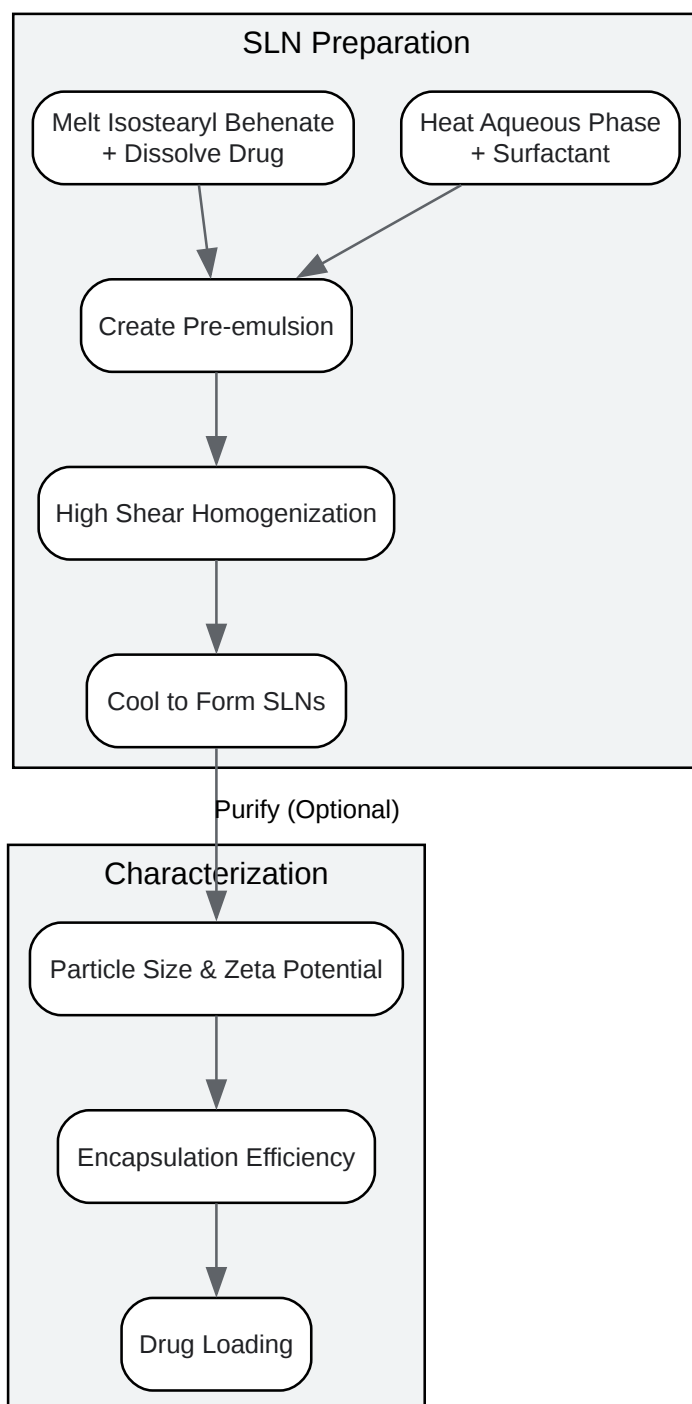 SLN Preparation
Melt Isostearyl Behenate
+ Dissolve Drug
Heat Aqueous Phase
+ Surfactant
Create Pre-emulsion
High Shear Homogenization
Cool to Form SLNs
Purify (Optional)
Characterization
Particle Size & Zeta Potential
Encapsulation Efficiency
Drug Loading